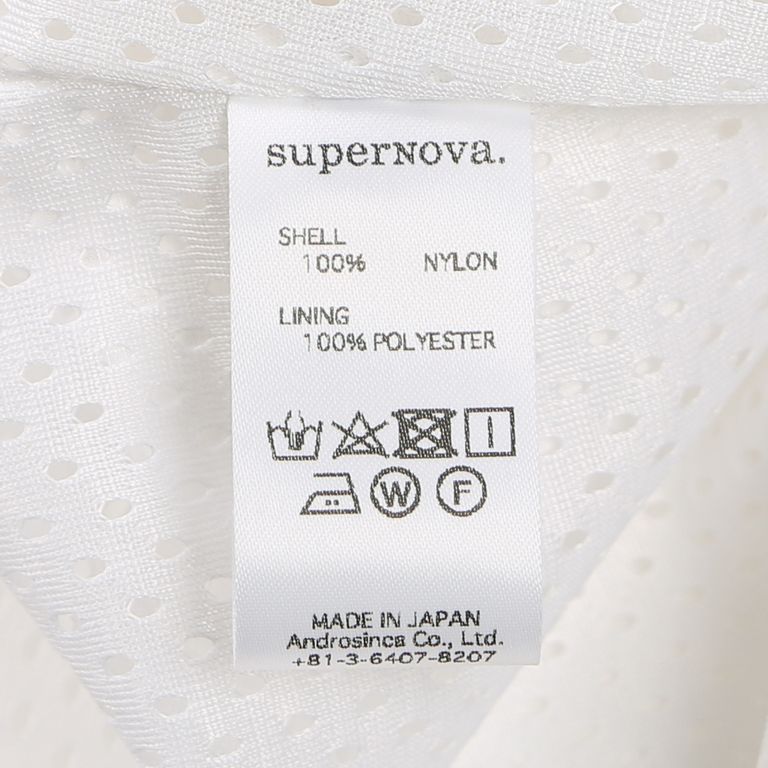 superNova.
SHELL
100% NYLON
LINING
100% POLYESTER
W F
MADE IN JAPAN
Androsinca Co., Ltd.
+81-3-6407-8207